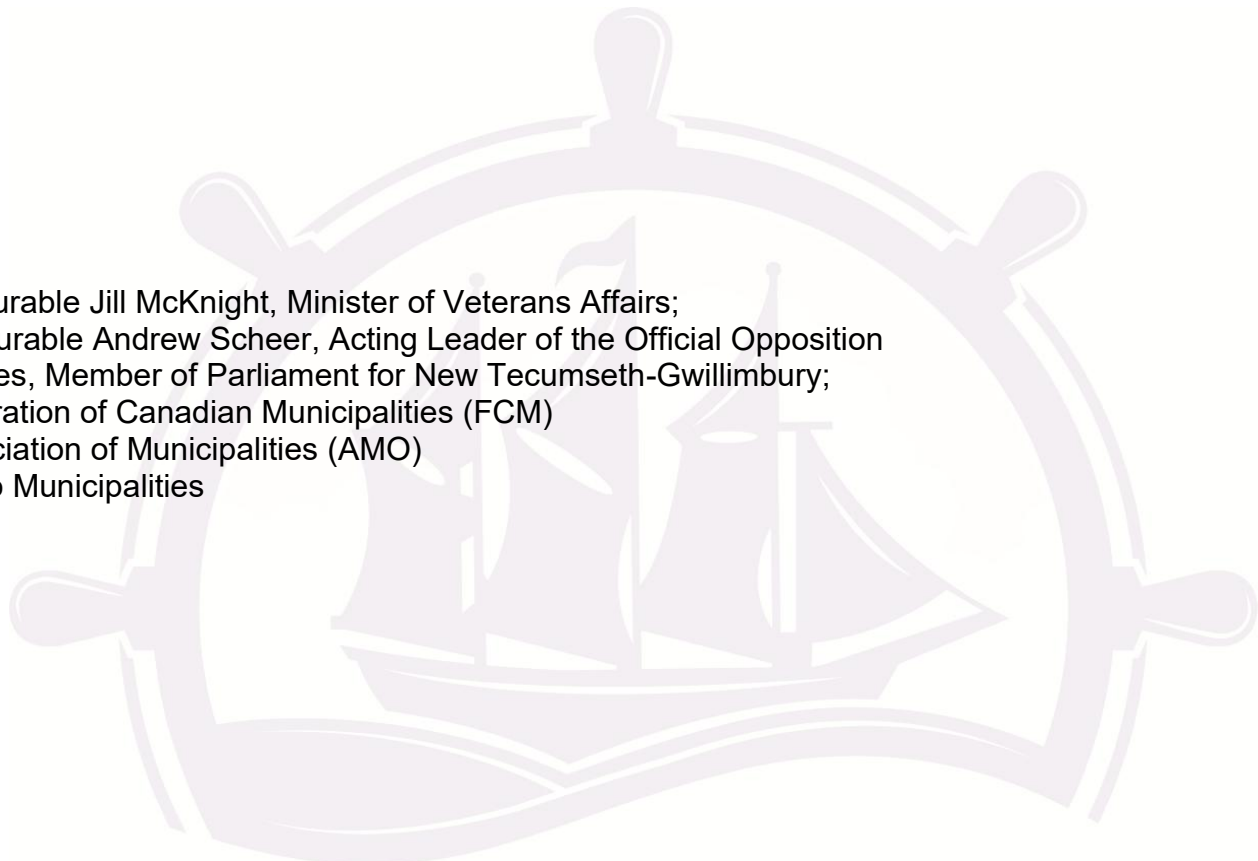 urable Jill McKnight, Minister of Veterans Affairs;
urable Andrew Scheer, Acting Leader of the Official Opposition
es, Member of Parliament for New Tecumseth-Gwillimbury;
ration of Canadian Municipalities (FCM)
ciation of Municipalities (AMO)
o Municipalities